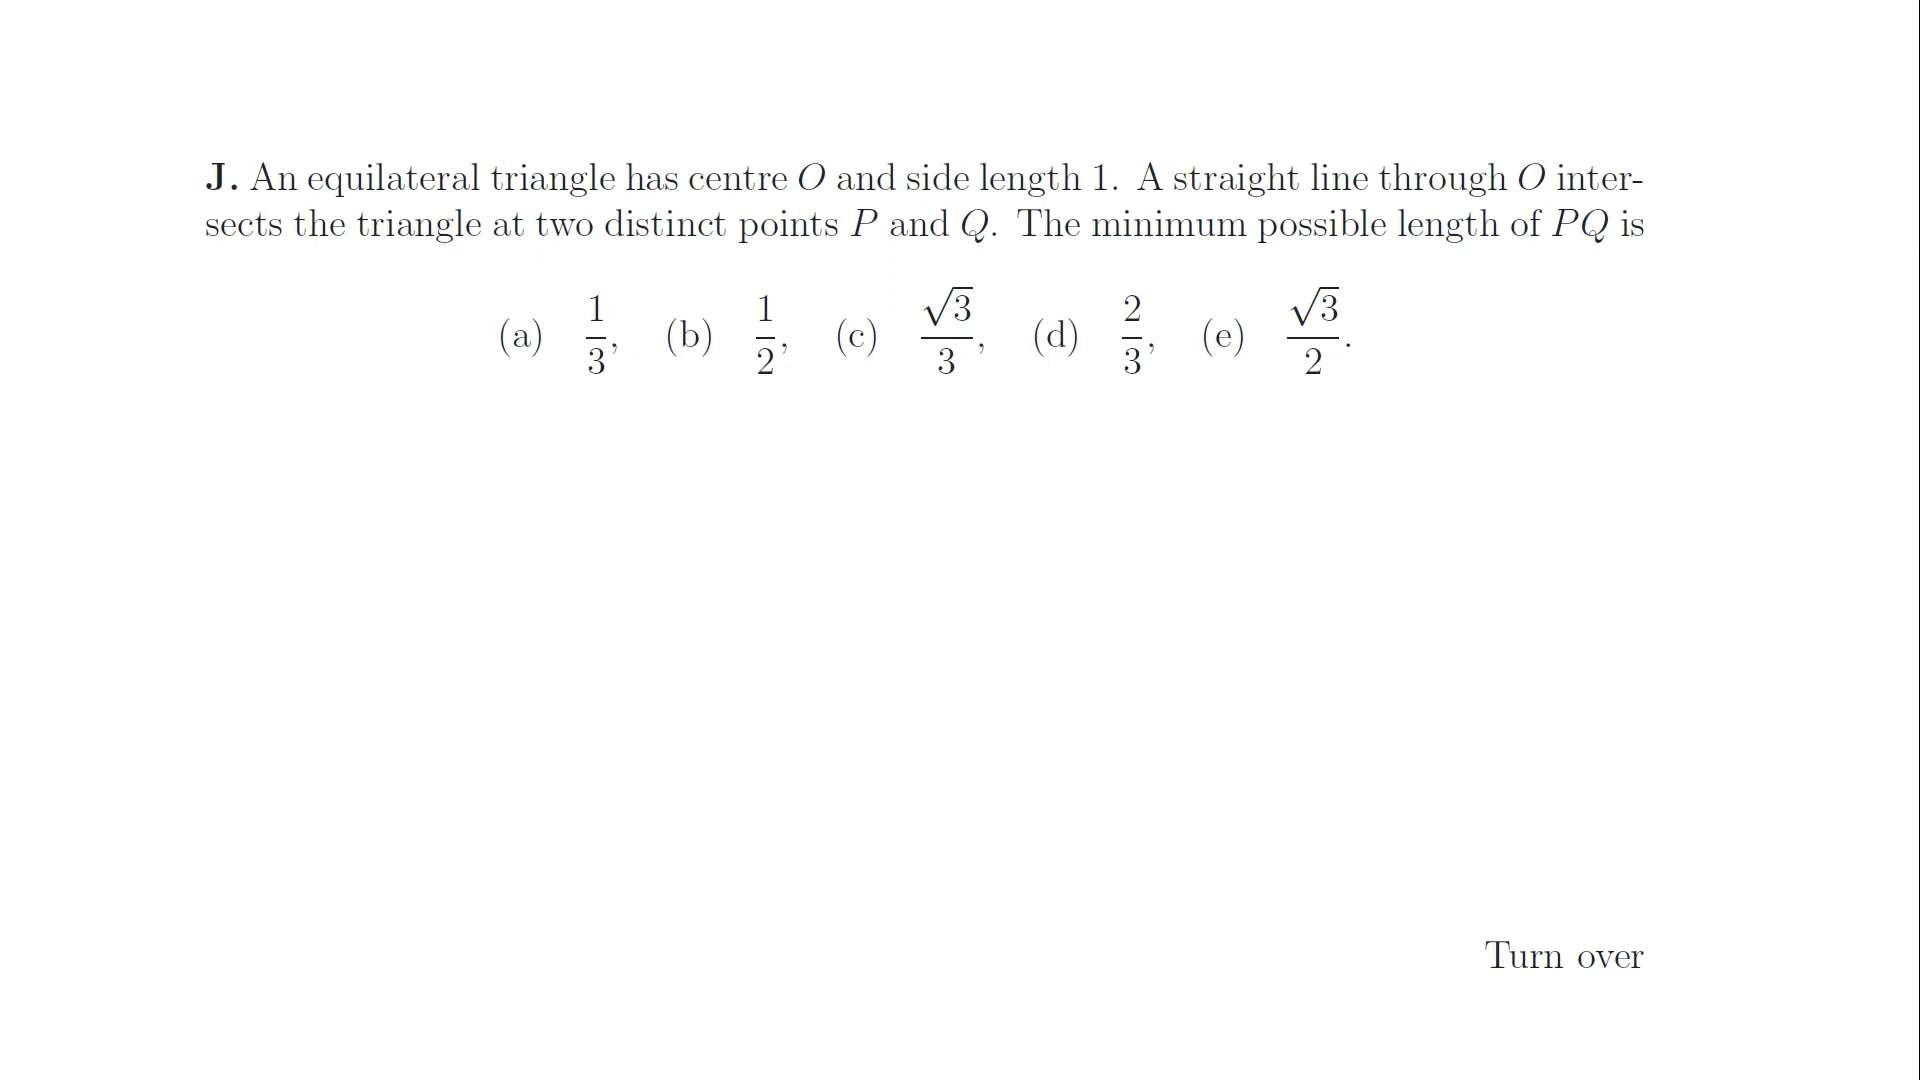 J. An equilateral triangle has centre O and side length 1. A straight line through O inter-
sects the triangle at two distinct points P and Q. The minimum possible length of PQ is
(a) 1/3, (b) 1/2, (c) √3/3, (d) 2/3, (e) √3/2.
Turn over